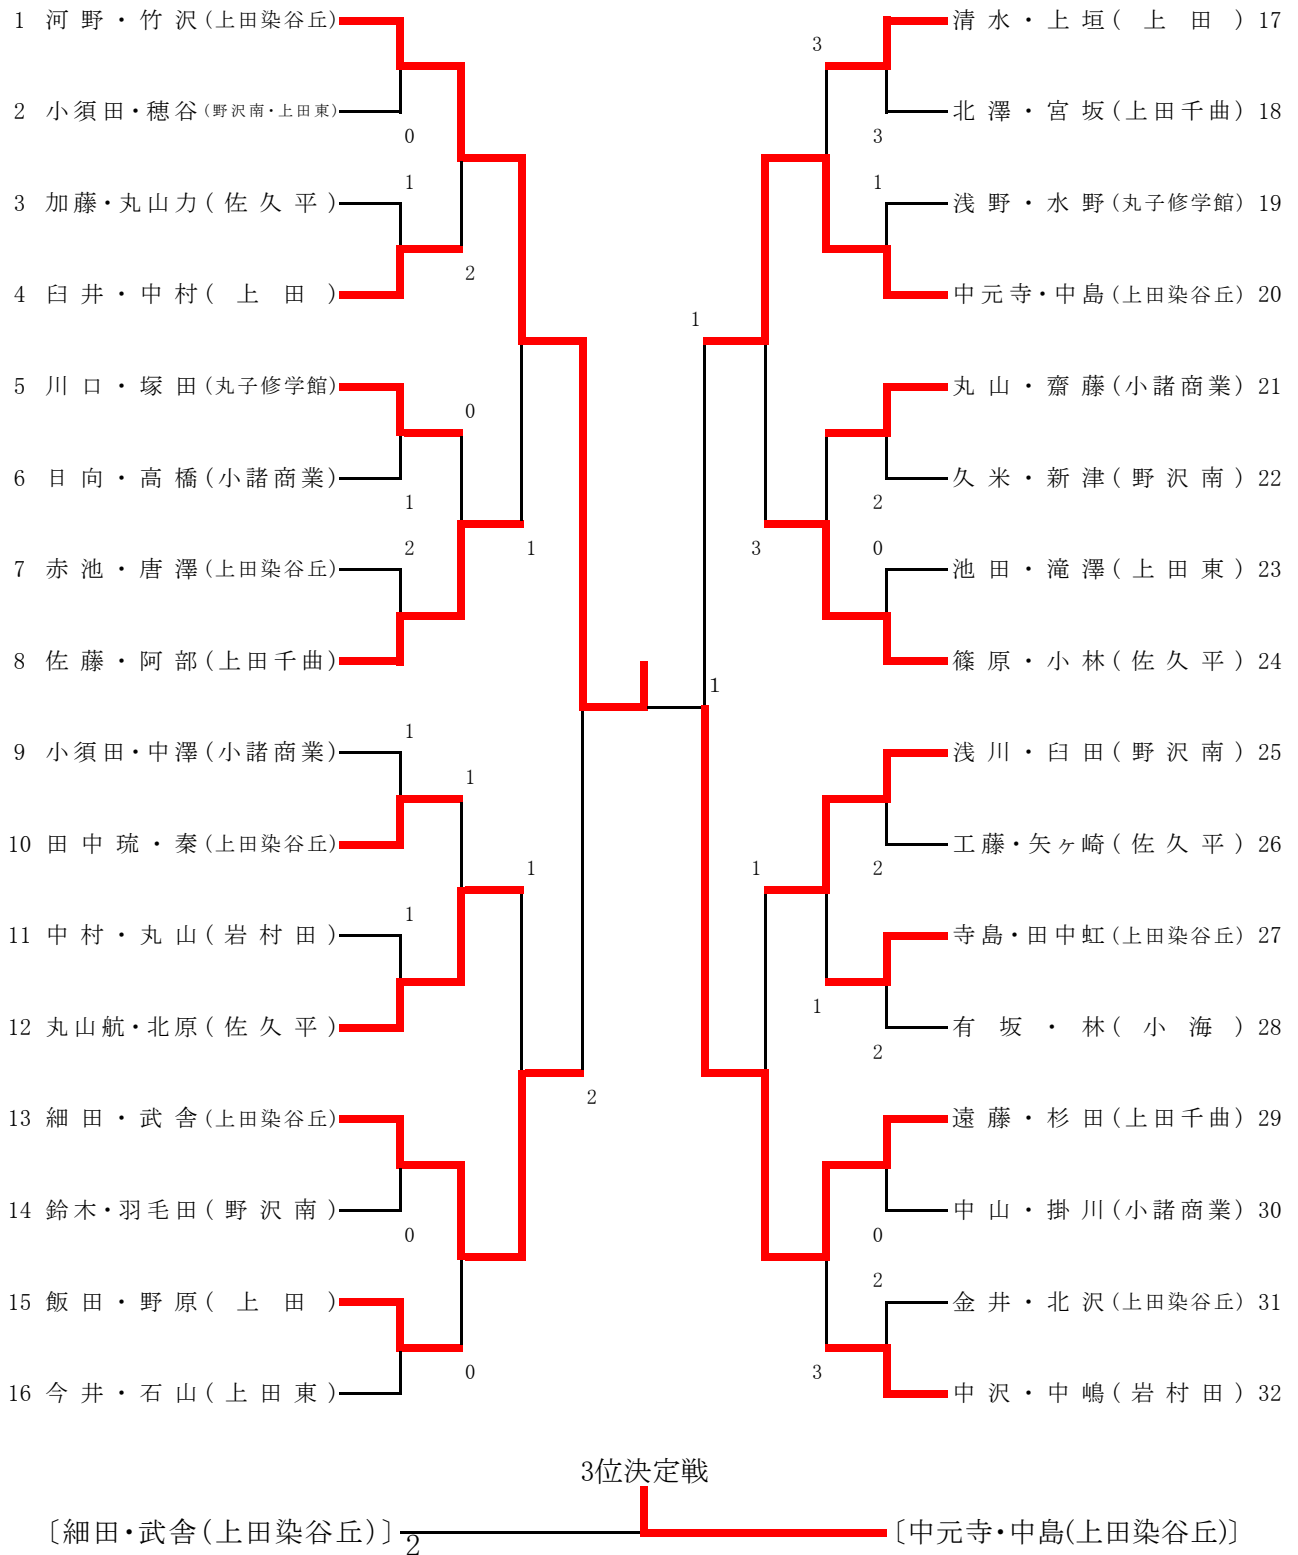 1 河野・竹沢(上田染谷丘)
2 小須田・穂谷(野沢南・上田東)
0
1
3 加藤・丸山力(佐久平)
2
4 臼井・中村(上田)
5 川口・塚田(丸子修学館)
0
6 日向・高橋(小諸商業)
1
2
1
7 赤池・唐澤(上田染谷丘)
8 佐藤・阿部(上田千曲)
1
9 小須田・中澤(小諸商業)
1
10 田中琉・秦(上田染谷丘)
1
1
11 中村・丸山(岩村田)
12 丸山航・北原(佐久平)
2
13 細田・武舎(上田染谷丘)
14 鈴木・羽毛田(野沢南)
0
15 飯田・野原(上田)
0
16 今井・石山(上田東)
清水・上垣(上田) 17
3
北澤・宮坂(上田千曲) 18
3
1
浅野・水野(丸子修学館) 19
中元寺・中島(上田染谷丘) 20
1
丸山・齋藤(小諸商業) 21
久米・新津(野沢南) 22
2
3
0
池田・滝澤(上田東) 23
篠原・小林(佐久平) 24
1
浅川・臼田(野沢南) 25
工藤・矢ヶ崎(佐久平) 26
1
2
寺島・田中虹(上田染谷丘) 27
1
有坂・林(小海) 28
2
遠藤・杉田(上田千曲) 29
中山・掛川(小諸商業) 30
0
2
金井・北沢(上田染谷丘) 31
3
中沢・中嶋(岩村田) 32
3位決定戦
〔細田・武舎(上田染谷丘)〕 2 〔中元寺・中島(上田染谷丘)〕